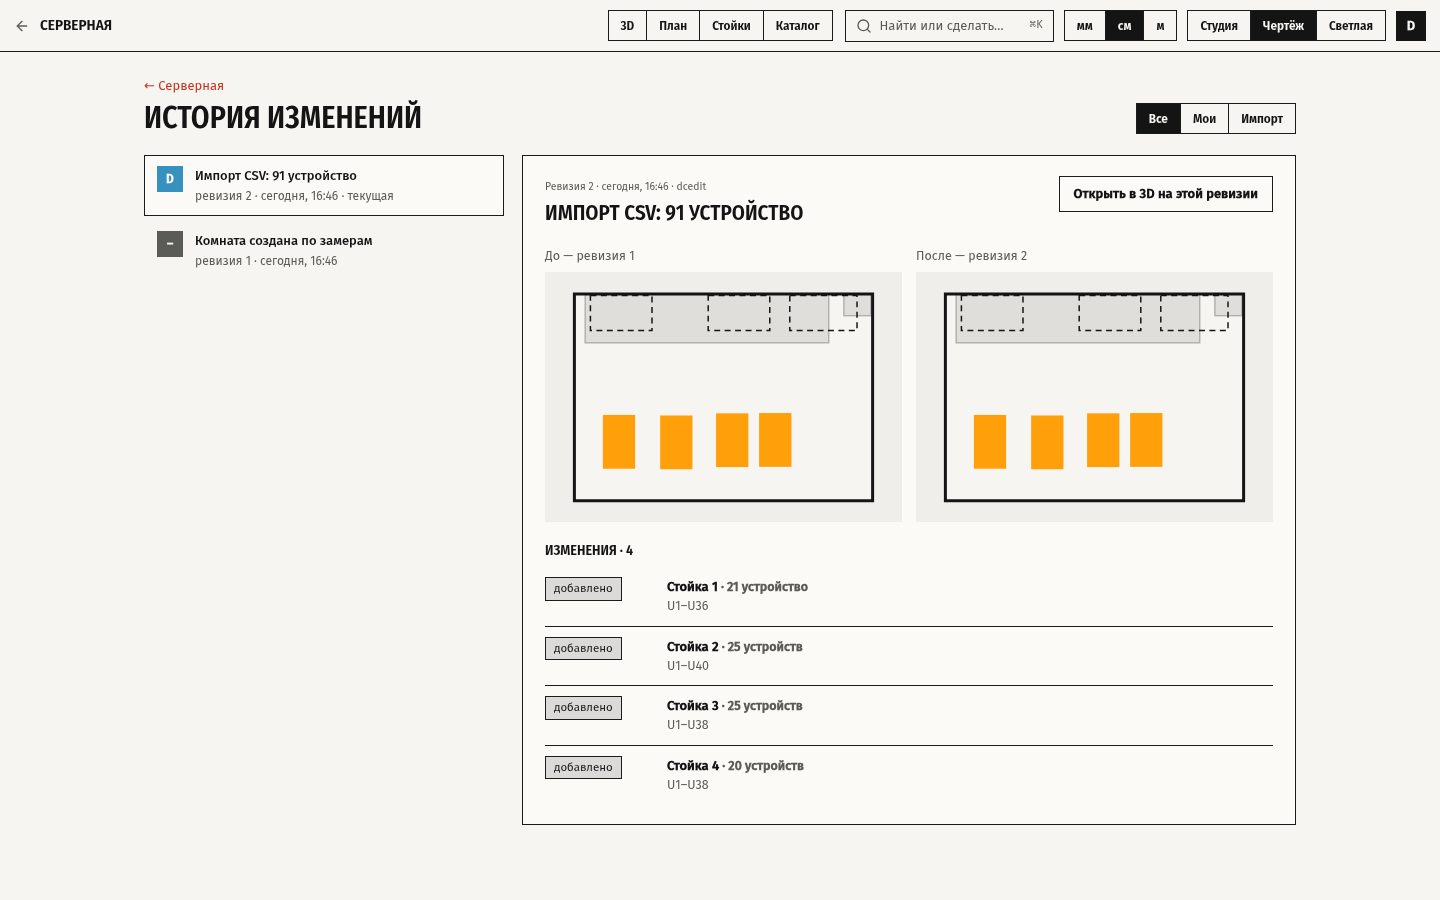 СЕРВЕРНАЯ
3D План Стойки Каталог
Найти или сделать... ⌘K
мм см м
Студия Чертёж Светлая
D
← Серверная
ИСТОРИЯ ИЗМЕНЕНИЙ
Все Мои Импорт
D
Импорт CSV: 91 устройство
ревизия 2 · сегодня, 16:46 · текущая
–
Комната создана по замерам
ревизия 1 · сегодня, 16:46
Ревизия 2 · сегодня, 16:46 · dcedit
ИМПОРТ CSV: 91 УСТРОЙСТВО
Открыть в 3D на этой ревизии
До — ревизия 1
После — ревизия 2
ИЗМЕНЕНИЯ · 4
добавлено
Стойка 1 · 21 устройство
U1–U36
добавлено
Стойка 2 · 25 устройств
U1–U40
добавлено
Стойка 3 · 25 устройств
U1–U38
добавлено
Стойка 4 · 20 устройств
U1–U38